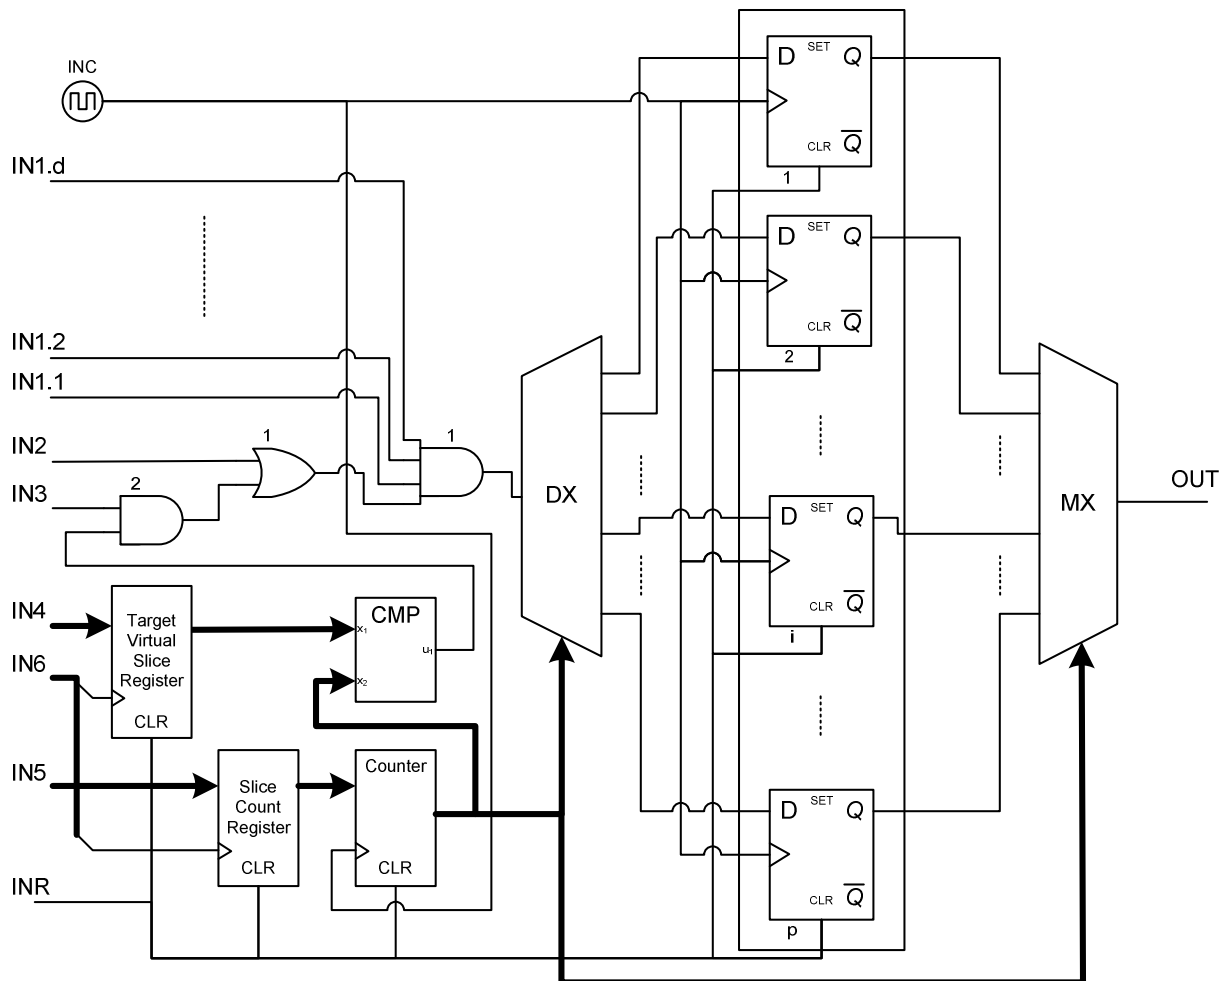 INC
IN1.d
IN1.2
IN1.1
IN2
IN3
1
2
1
IN4
IN6
IN5
INR
Target
Virtual
Slice
Register
CLR
Slice
Count
Register
CLR
CMP
x1
x2
u1
Counter
CLR
DX
D
SET
Q
CLR
Q
1
D
SET
Q
CLR
Q
2
D
SET
Q
CLR
Q
i
D
SET
Q
CLR
Q
p
MX
OUT